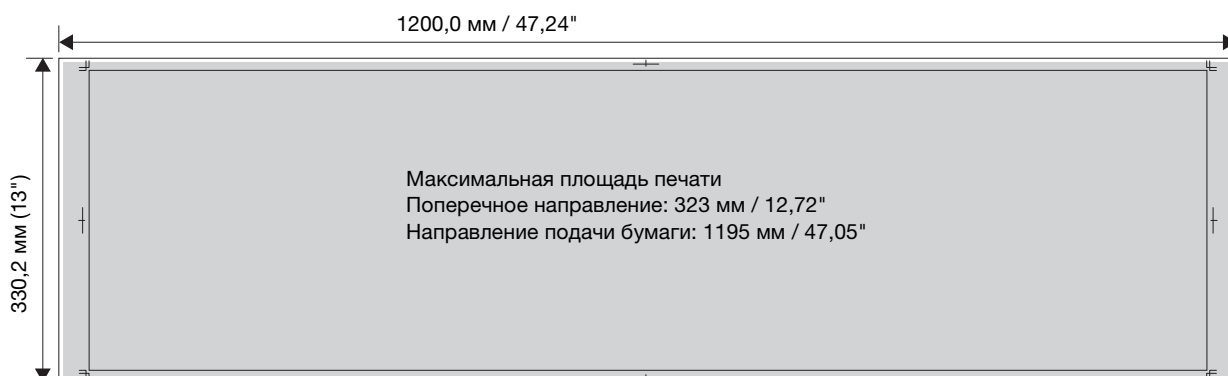 1200,0 мм / 47,24"
330,2 мм (13")
Максимальная площадь печати
Поперечное направление: 323 мм / 12,72"
Направление подачи бумаги: 1195 мм / 47,05"